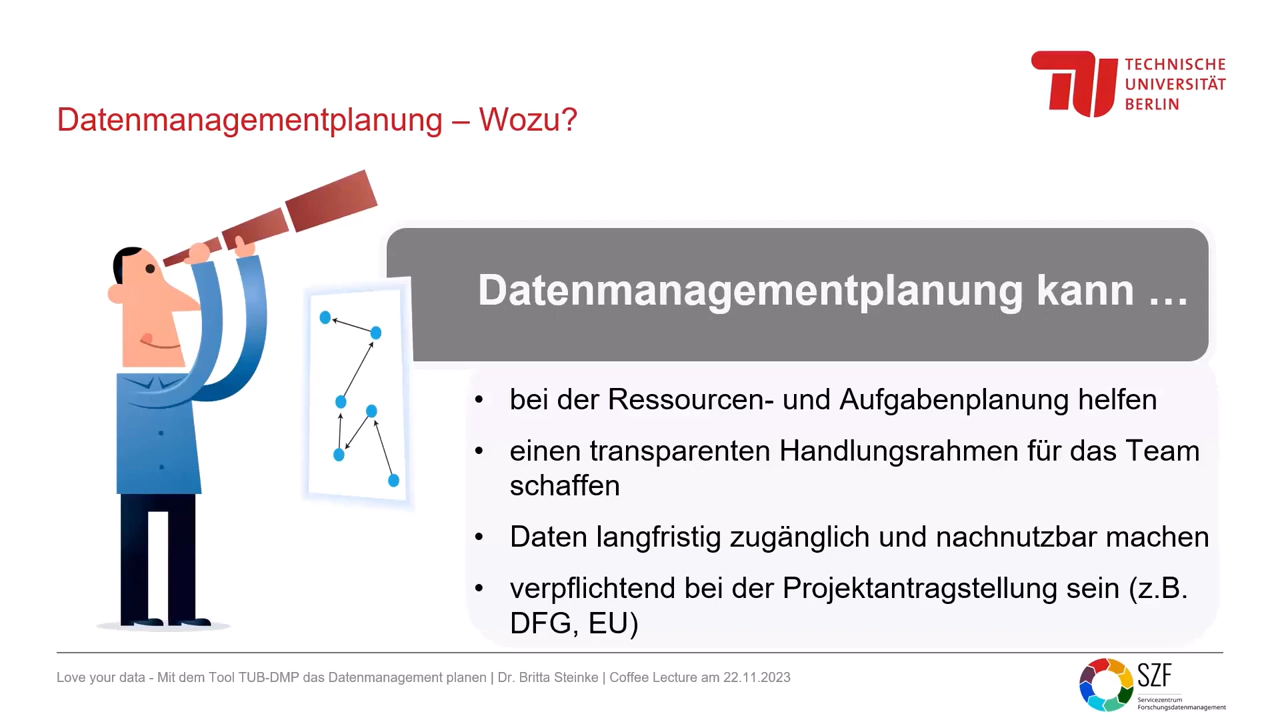 TECHNISCHE
UNIVERSITÄT
BERLIN
Datenmanagementplanung – Wozu?
Datenmanagementplanung kann …
• bei der Ressourcen- und Aufgabenplanung helfen
• einen transparenten Handlungsrahmen für das Team
schaffen
• Daten langfristig zugänglich und nachnutzbar machen
• verpflichtend bei der Projektantragstellung sein (z.B.
DFG, EU)
Love your data - Mit dem Tool TUB-DMP das Datenmanagement planen | Dr. Britta Steinke | Coffee Lecture am 22.11.2023
SZF
Servicezentrum
Forschungsdatenmanagement